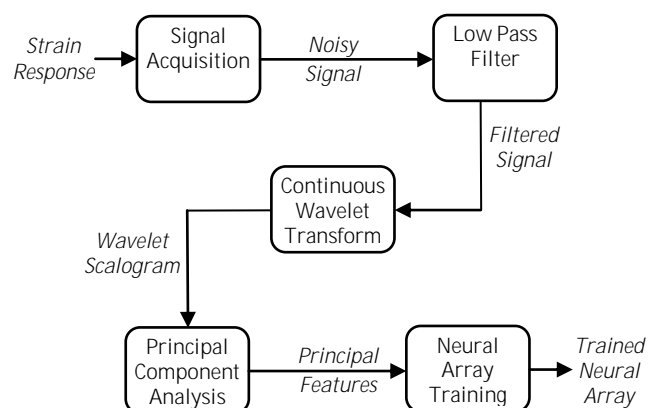 Strain
Response
Signal
Acquisition
Noisy
Signal
Low Pass
Filter
Filtered
Signal
Continuous
Wavelet
Transform
Wavelet
Scalogram
Principal
Component
Analysis
Principal
Features
Neural
Array
Training
Trained
Neural
Array